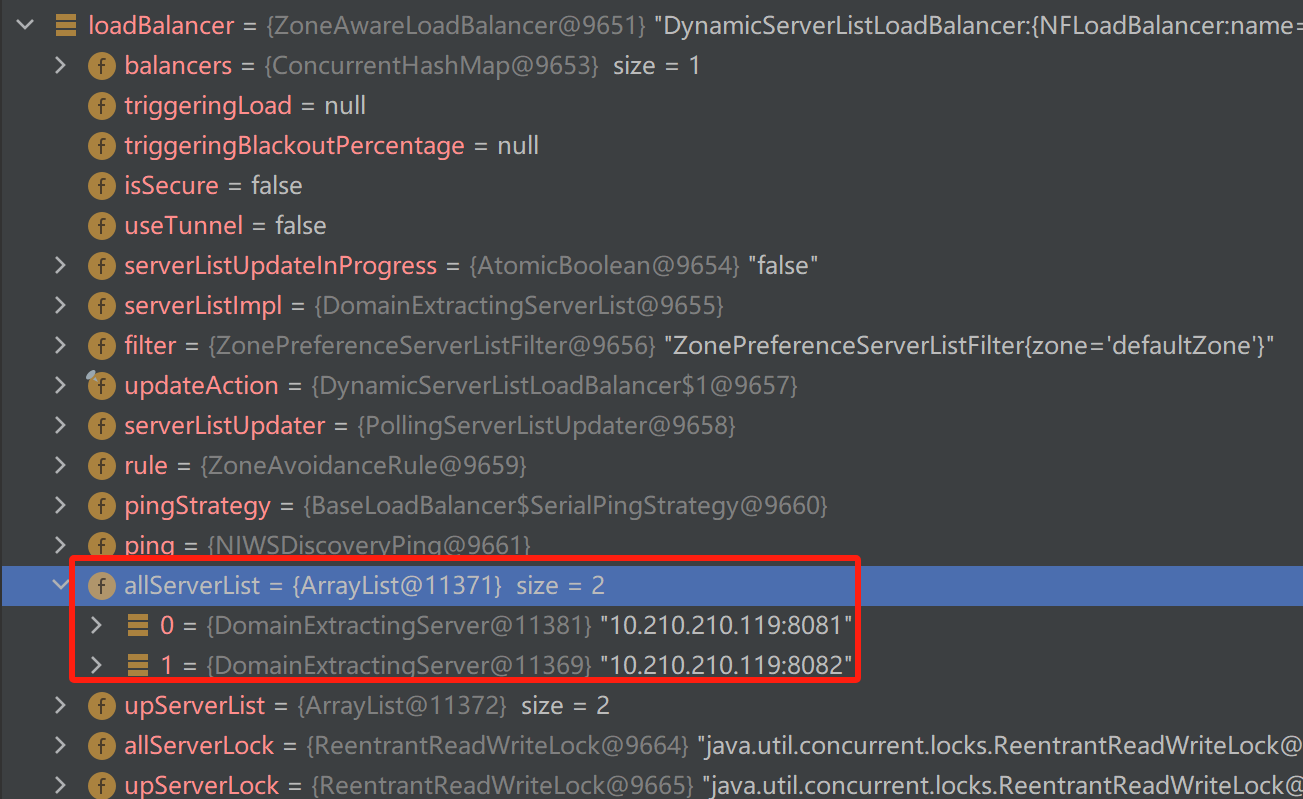 loadBalancer = {ZoneAwareLoadBalancer@9651} "DynamicServerListLoadBalancer:{NFLoadBalancer:name=
f balancers = {ConcurrentHashMap@9653} size = 1
f triggeringLoad = null
f triggeringBlackoutPercentage = null
f isSecure = false
f useTunnel = false
f serverListUpdateInProgress = {AtomicBoolean@9654} "false"
f serverListImpl = {DomainExtractingServerList@9655}
f filter = {ZonePreferenceServerListFilter@9656} "ZonePreferenceServerListFilter{zone='defaultZone'}"
f updateAction = {DynamicServerListLoadBalancer$1@9657}
f serverListUpdater = {PollingServerListUpdater@9658}
f rule = {ZoneAvoidanceRule@9659}
f pingStrategy = {BaseLoadBalancer$SerialPingStrategy@9660}
f ping = {NIWSDiscoveryPing@9661}
f allServerList = {ArrayList@11371} size = 2
0 = {DomainExtractingServer@11381} "10.210.210.119:8081"
1 = {DomainExtractingServer@11369} "10.210.210.119:8082"
f upServerList = {ArrayList@11372} size = 2
f allServerLock = {ReentrantReadWriteLock@9664} "java.util.concurrent.locks.ReentrantReadWriteLock@
f upServerLock = {ReentrantReadWriteLock@9665} "java.util.concurrent.locks.ReentrantReadWriteLock@